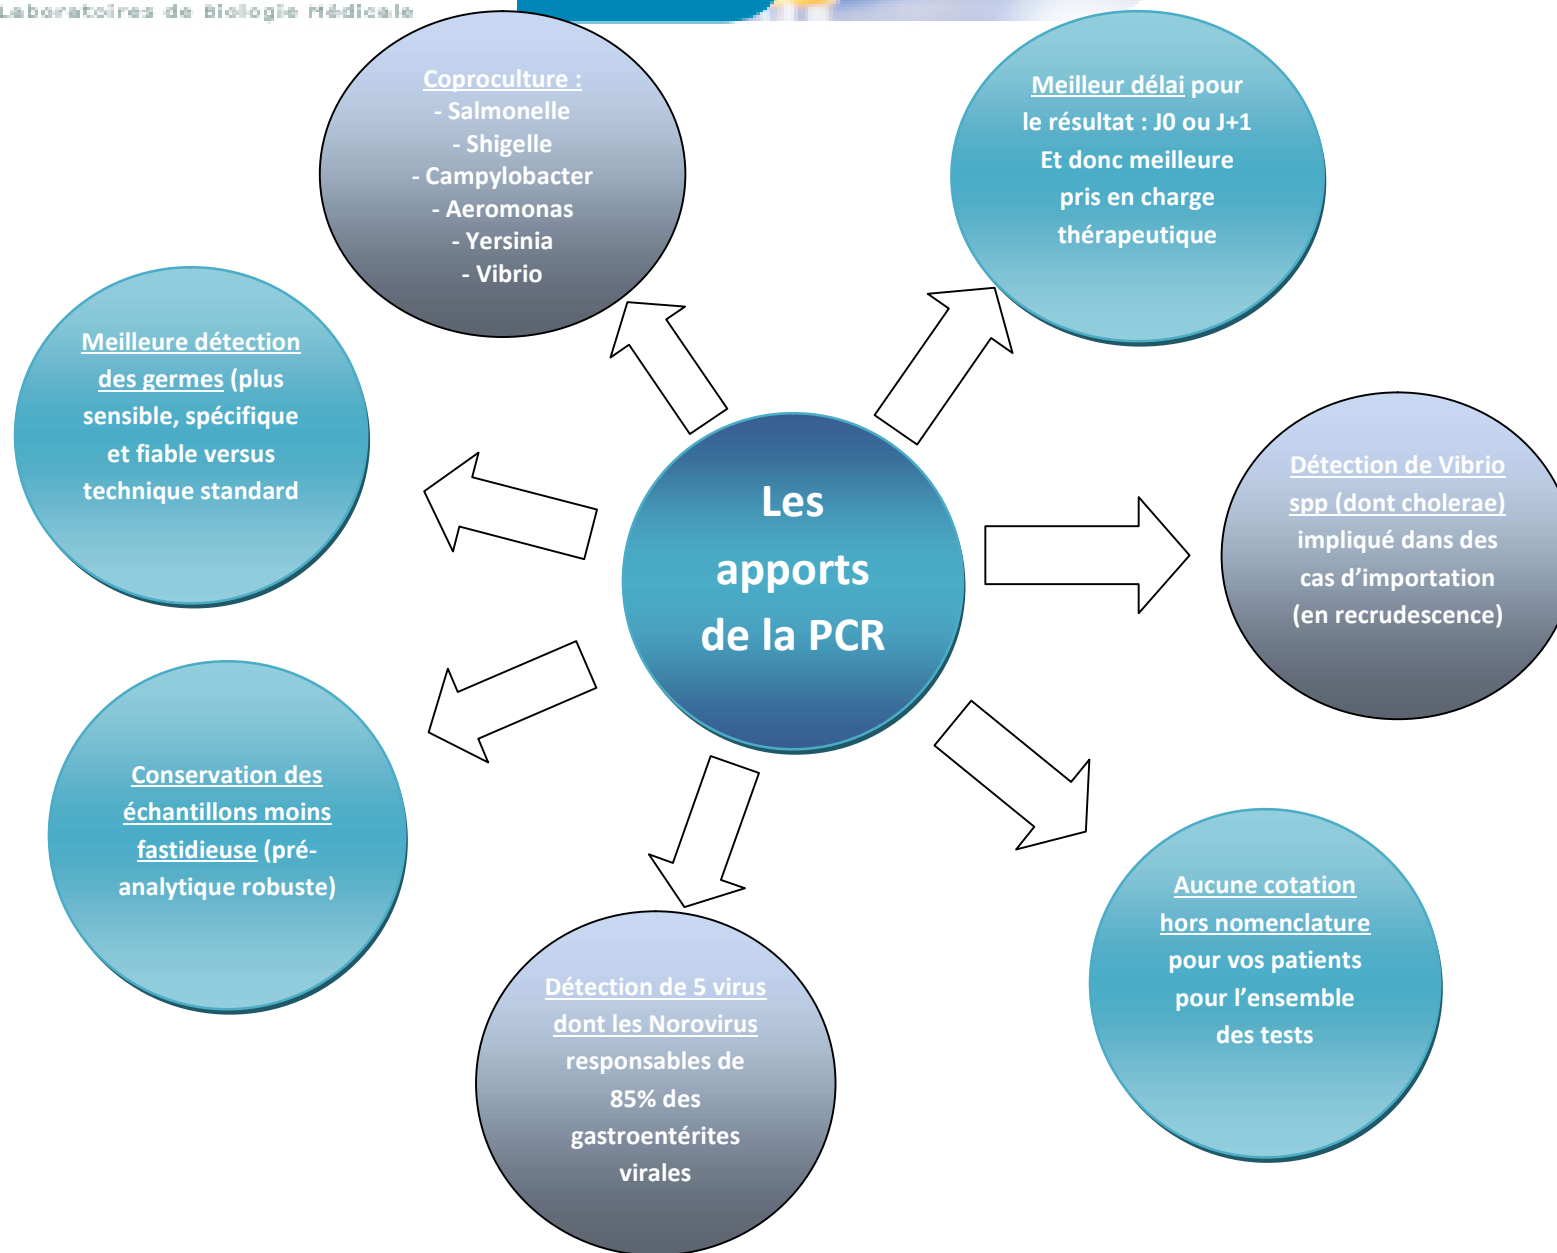 Laboratoires de Biologie Médicale
Coproculture :
- Salmonelle
- Shigelle
- Campylobacter
- Aeromonas
- Yersinia
- Vibrio
Meilleur délai pour
le résultat : J0 ou J+1
Et donc meilleure
pris en charge
thérapeutique
Meilleure détection
des germes (plus
sensible, spécifique
et fiable versus
technique standard
Les
apports
de la PCR
Détection de Vibrio
spp (dont cholerae)
impliqué dans des
cas d’importation
(en recrudescence)
Conservation des
échantillons moins
fastidieuse (pré-
analytique robuste)
Aucune cotation
hors nomenclature
pour vos patients
pour l’ensemble
des tests
Détection de 5 virus
dont les Norovirus
responsables de
85% des
gastroentérites
virales